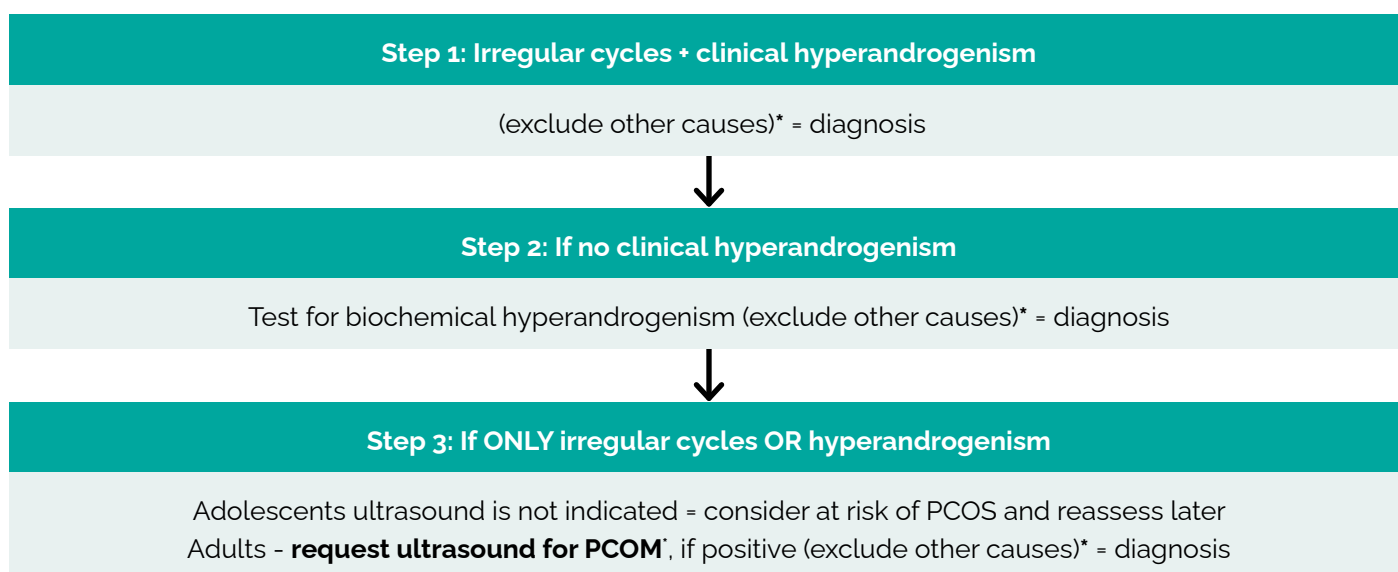 Step 1: Irregular cycles + clinical hyperandrogenism
(exclude other causes)* = diagnosis
Step 2: If no clinical hyperandrogenism
Test for biochemical hyperandrogenism (exclude other causes)* = diagnosis
Step 3: If ONLY irregular cycles OR hyperandrogenism
Adolescents ultrasound is not indicated = consider at risk of PCOS and reassess later
Adults - request ultrasound for PCOM*, if positive (exclude other causes)* = diagnosis